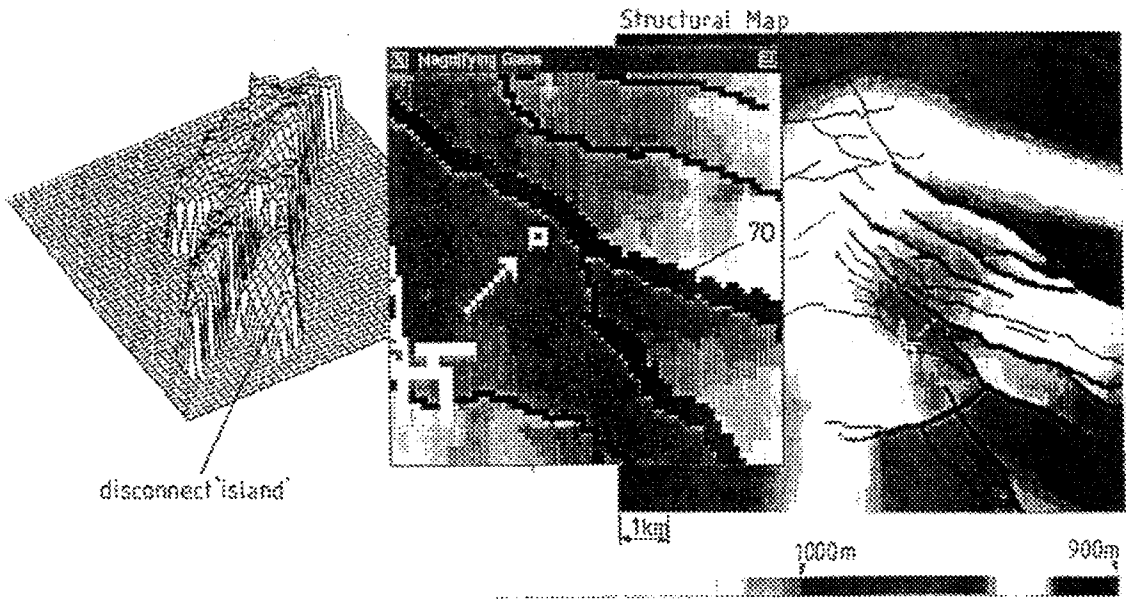 Structural Map
Magnifying Glass
70
disconnect 'island'
1km
1000m
900m